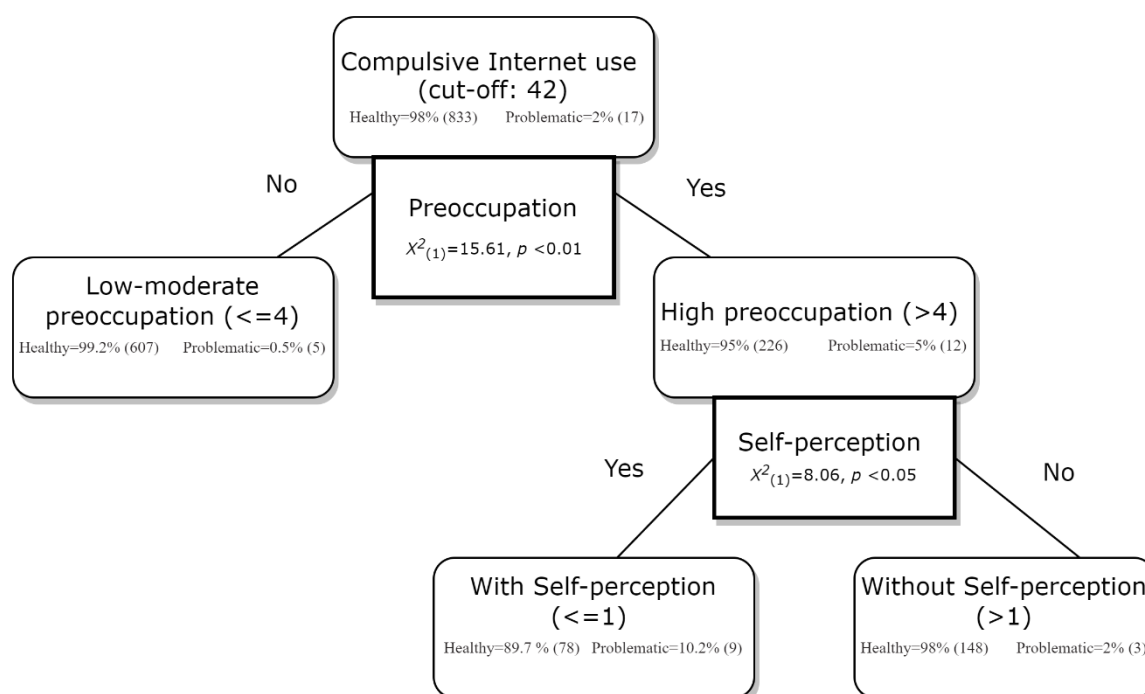 Compulsive Internet use
(cut-off: 42)
Healthy=98% (833) Problematic=2% (17)
No
Yes
Preoccupation
X²(1)=15.61, p <0.01
Low-moderate
preoccupation (<=4)
Healthy=99.2% (607) Problematic=0.5% (5)
High preoccupation (>4)
Healthy=95% (226) Problematic=5% (12)
Self-perception
X²(1)=8.06, p <0.05
Yes
No
With Self-perception
(<=1)
Healthy=89.7 % (78) Problematic=10.2% (9)
Without Self-perception
(>1)
Healthy=98% (148) Problematic=2% (3)